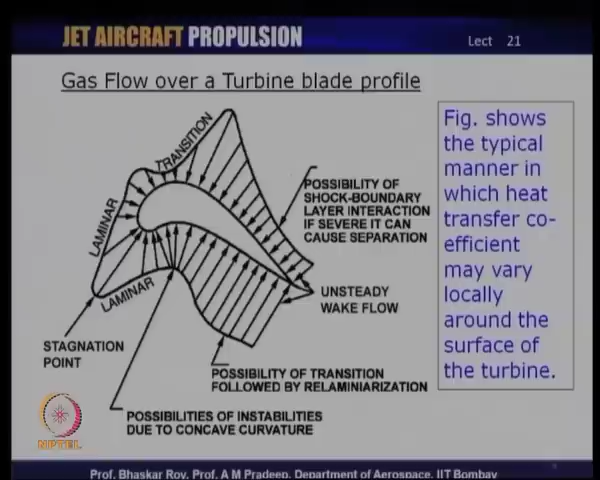 JET AIRCRAFT PROPULSION
Lect 21
Gas Flow over a Turbine blade profile
Fig. shows
the typical
manner in
which heat
transfer co-
efficient
may vary
locally
around the
surface of
the turbine.
TRANSITION
LAMINAR
LAMINAR
POSSIBILITY OF
SHOCK-BOUNDARY
LAYER INTERACTION
IF SEVERE IT CAN
CAUSE SEPARATION
UNSTEADY
WAKE FLOW
STAGNATION
POINT
POSSIBILITY OF TRANSITION
FOLLOWED BY RELAMINIARIZATION
POSSIBILITIES OF INSTABILITIES
DUE TO CONCAVE CURVATURE
NPTEL
Prof. Bhaskar Roy, Prof. A M Pradeep, Department of Aerospace, IIT Bombay